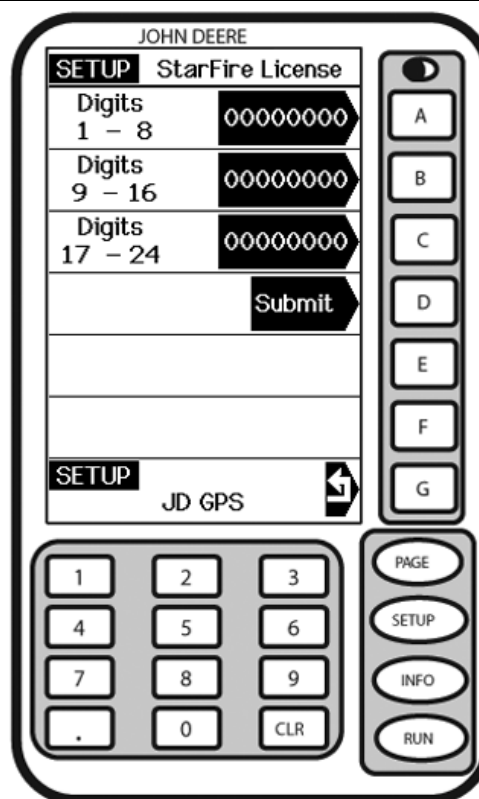 JOHN DEERE
SETUP StarFire License
Digits
1 - 8
00000000
Digits
9 - 16
00000000
Digits
17 - 24
00000000
Submit
SETUP
JD GPS
A
B
C
D
E
F
G
1 2 3
4 5 6
7 8 9
. 0 CLR
PAGE
SETUP
INFO
RUN